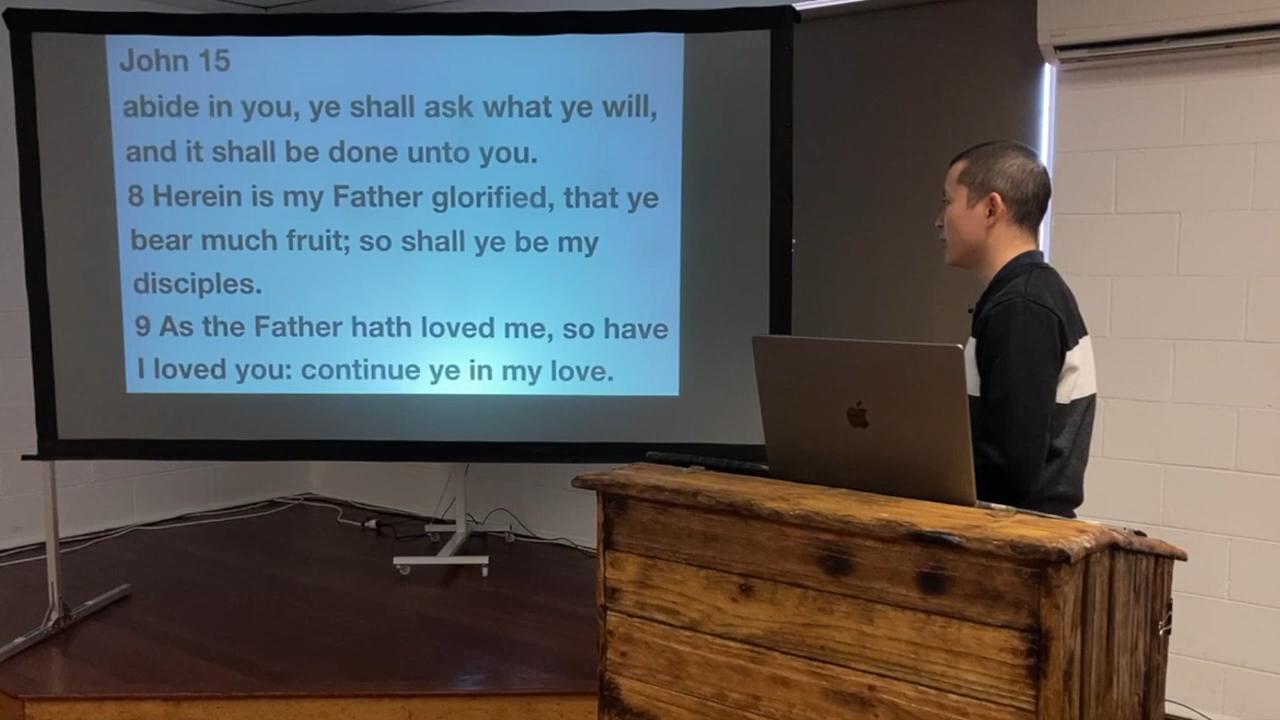 John 15
abide in you, ye shall ask what ye will,
and it shall be done unto you.
8 Herein is my Father glorified, that ye
bear much fruit; so shall ye be my
disciples.
9 As the Father hath loved me, so have
I loved you: continue ye in my love.